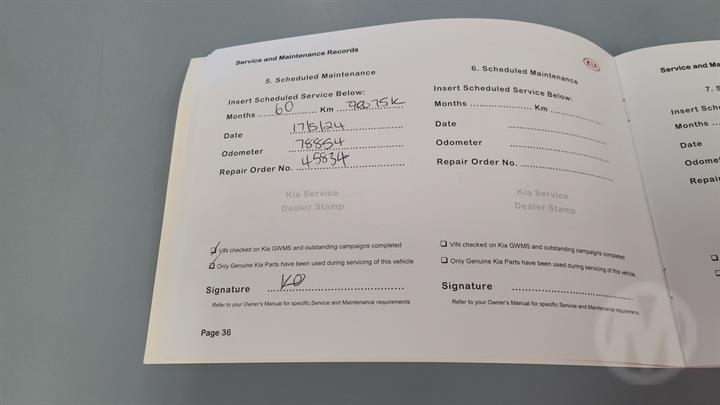 Service and Maintenance Records
5. Scheduled Maintenance
Insert Scheduled Service Below:
Months 60 Km 75K
Date 17/5/24
Odometer 78854
Repair Order No. 45834
Kia Service
Dealer Stamp
VIN checked on Kia GWMS and outstanding campaigns completed
Only Genuine Kia Parts have been used during servicing of this vehicle
Signature KO
Refer to your Owner's Manual for specific Service and Maintenance requirements
Page 36
KIA
6. Scheduled Maintenance
Insert Scheduled Service Below:
Months Km
Date
Odometer
Repair Order No.
Kia Service
Dealer Stamp
VIN checked on Kia GWMS and outstanding campaigns completed
Only Genuine Kia Parts have been used during servicing of this vehicle
Signature
Refer to your Owner's Manual for specific Service and Maintenance requirements
Service and Ma
7. S
Insert Sch
Months
Date
Odome
Repai
M